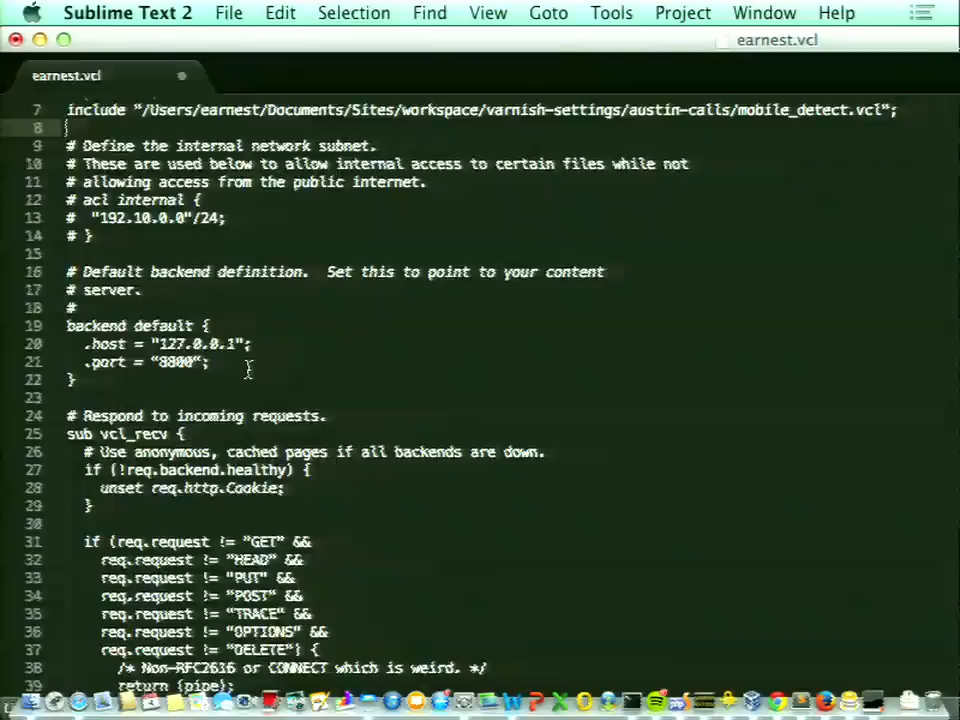 Sublime Text 2 File Edit Selection Find View Goto Tools Project Window Help
earnest.vcl
earnest.vcl
7 include "/Users/earnest/Documents/Sites/workspace/varnish-settings/austin-calls/mobile_detect.vcl";
8
9 # Define the internal network subnet.
10 # These are used below to allow internal access to certain files while not
11 # allowing access from the public internet.
12 # acl internal {
13 #  "192.10.0.0"/24;
14 # }
15
16 # Default backend definition.  Set this to point to your content
17 # server.
18 #
19 backend default {
20   .host = "127.0.0.1";
21   .port = "8800";
22 }
23
24 # Respond to incoming requests.
25 sub vcl_recv {
26   # Use anonymous, cached pages if all backends are down.
27   if (!req.backend.healthy) {
28     unset req.http.Cookie;
29   }
30
31   if (req.request != "GET" &&
32     req.request != "HEAD" &&
33     req.request != "PUT" &&
34     req.request != "POST" &&
35     req.request != "TRACE" &&
36     req.request != "OPTIONS" &&
37     req.request != "DELETE") {
38       /* Non-RFC2616 or CONNECT which is weird. */
39       return (pipe);